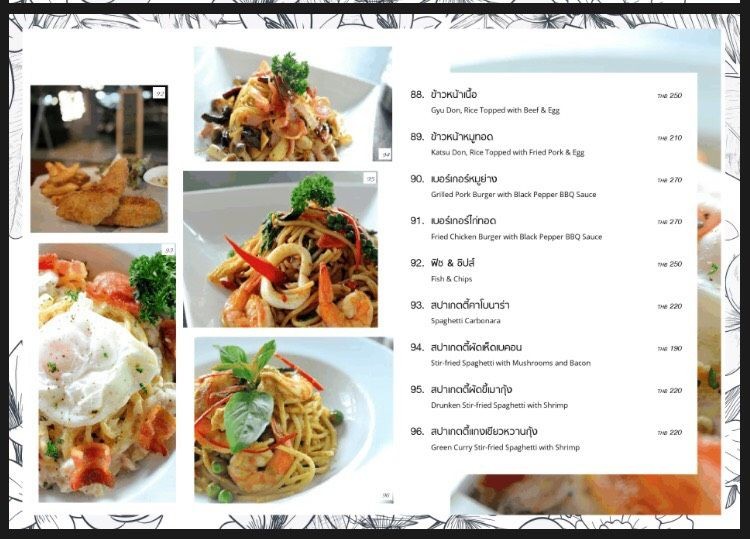 92
94
95
93
96
88. ข้าวหน้าเนื้อ THB 250
Gyu Don, Rice Topped with Beef & Egg
89. ข้าวหน้าหมูทอด THB 210
Katsu Don, Rice Topped with Fried Pork & Egg
90. เบอร์เกอร์หมูย่าง THB 270
Grilled Pork Burger with Black Pepper BBQ Sauce
91. เบอร์เกอร์ไก่ทอด THB 270
Fried Chicken Burger with Black Pepper BBQ Sauce
92. ฟิช & ชิปส์ THB 250
Fish & Chips
93. สปาเกตตี้คาโบนาร่า THB 220
Spaghetti Carbonara
94. สปาเกตตี้ผัดเห็ดเบคอน THB 190
Stir-fried Spaghetti with Mushrooms and Bacon
95. สปาเกตตี้ผัดขี้เมากุ้ง THB 220
Drunken Stir-fried Spaghetti with Shrimp
96. สปาเกตตี้แกงเขียวหวานกุ้ง THB 220
Green Curry Stir-fried Spaghetti with Shrimp